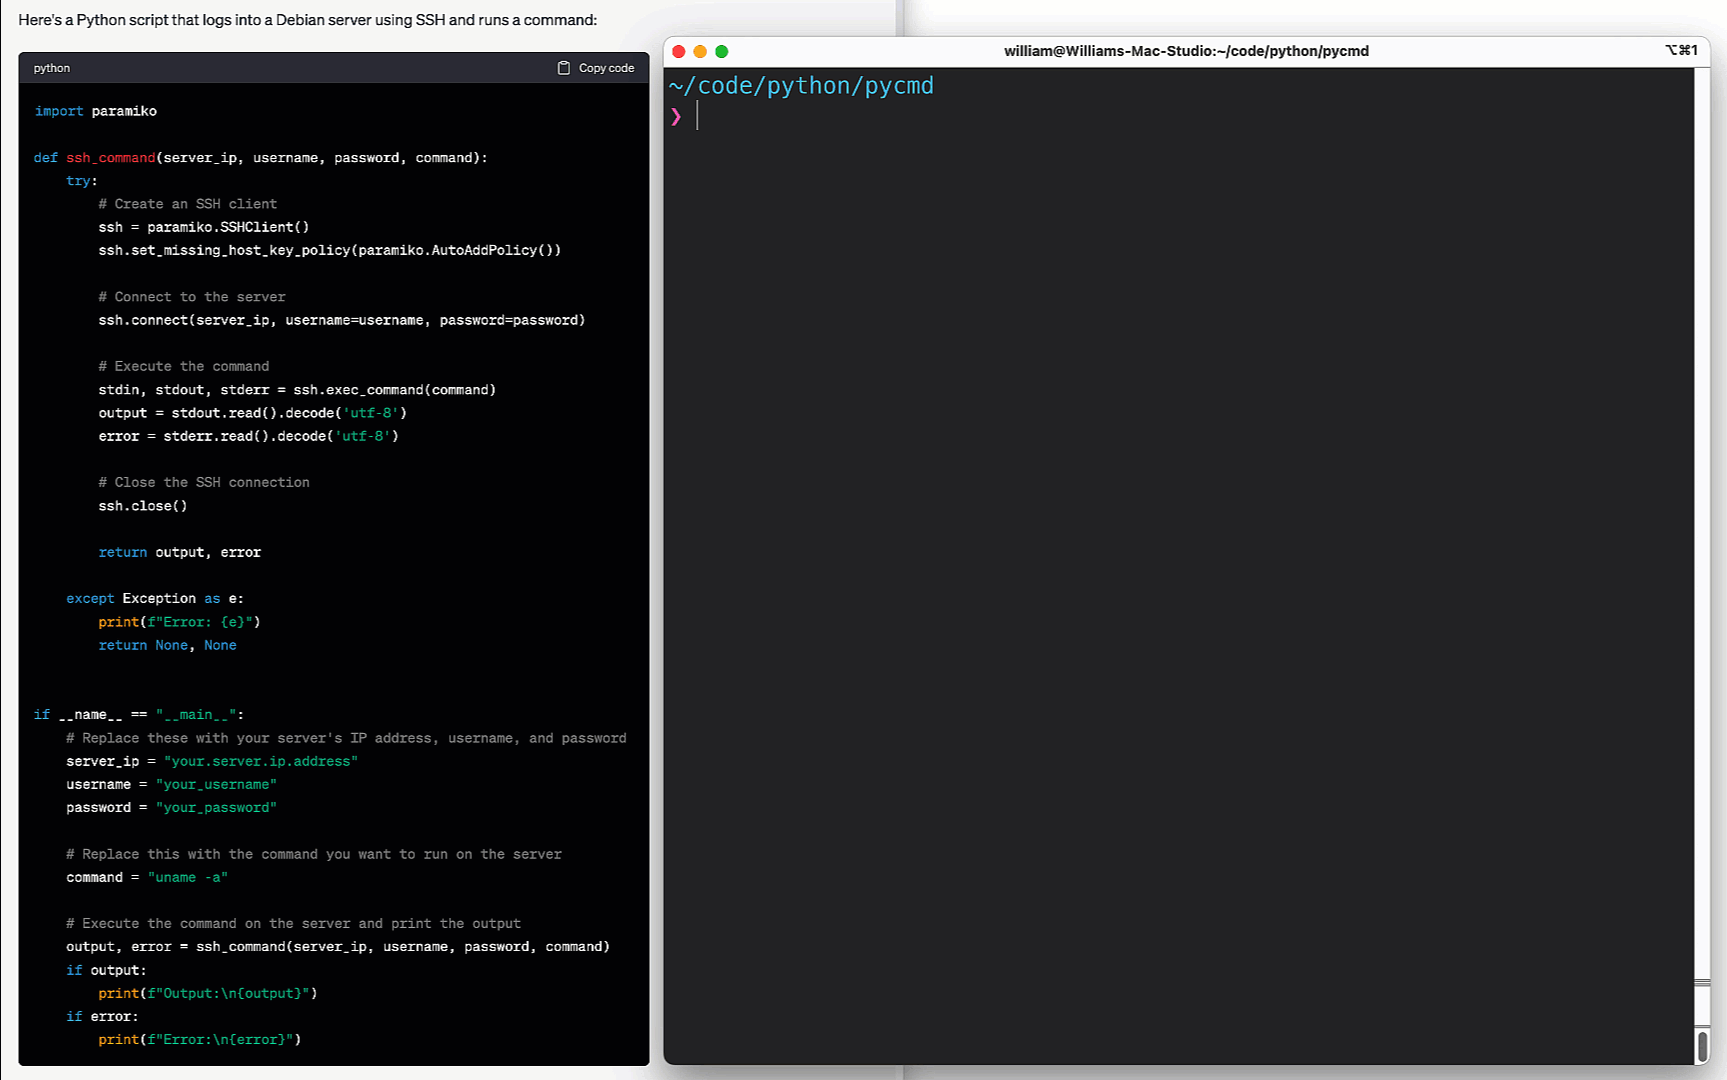 Here's a Python script that logs into a Debian server using SSH and runs a command:
python
Copy code
import paramiko
def ssh_command(server_ip, username, password, command):
    try:
        # Create an SSH client
        ssh = paramiko.SSHClient()
        ssh.set_missing_host_key_policy(paramiko.AutoAddPolicy())
        # Connect to the server
        ssh.connect(server_ip, username=username, password=password)
        # Execute the command
        stdin, stdout, stderr = ssh.exec_command(command)
        output = stdout.read().decode('utf-8')
        error = stderr.read().decode('utf-8')
        # Close the SSH connection
        ssh.close()
        return output, error
    except Exception as e:
        print(f"Error: {e}")
        return None, None
if __name__ == "__main__":
    # Replace these with your server's IP address, username, and password
    server_ip = "your.server.ip.address"
    username = "your_username"
    password = "your_password"
    # Replace this with the command you want to run on the server
    command = "uname -a"
    # Execute the command on the server and print the output
    output, error = ssh_command(server_ip, username, password, command)
    if output:
        print(f"Output:\n{output}")
    if error:
        print(f"Error:\n{error}")
william@Williams-Mac-Studio:~/code/python/pycmd
⌥⌘1
~/code/python/pycmd
❯